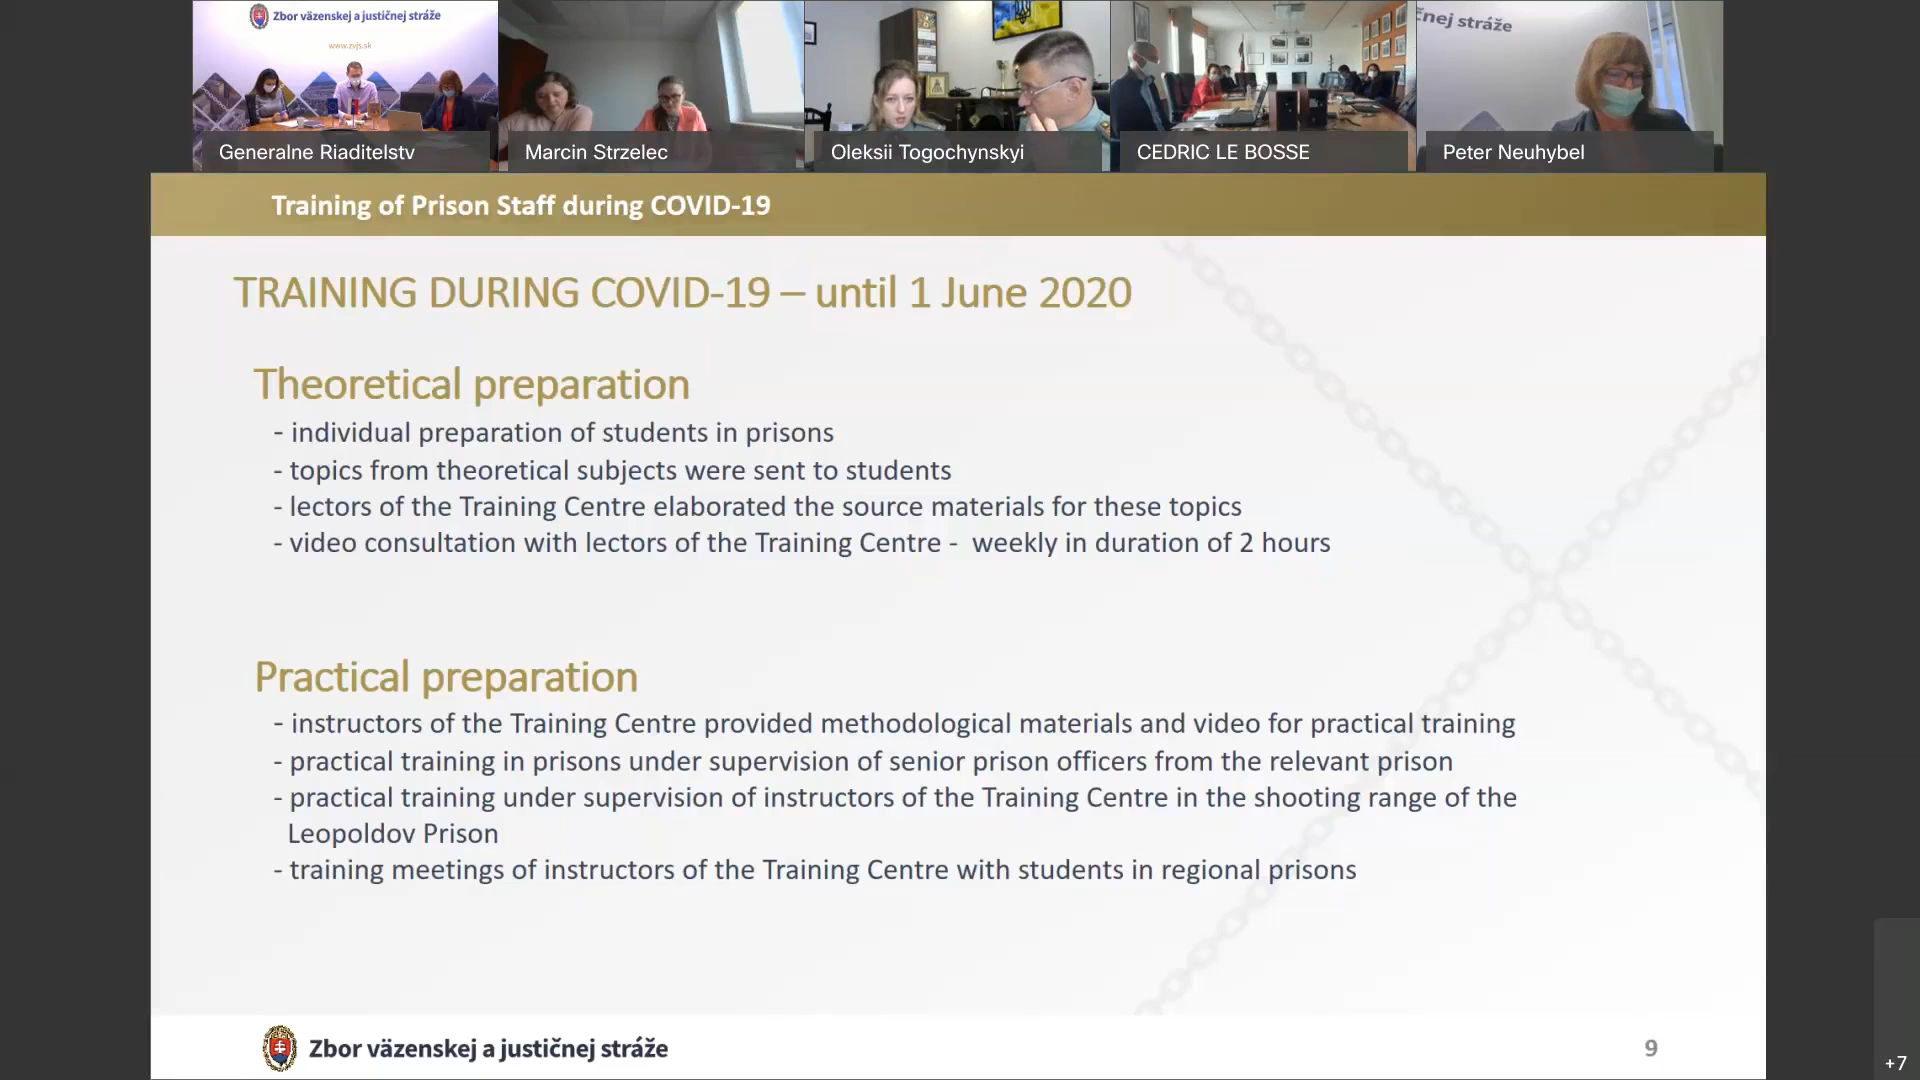 Zbor väzenskej a justičnej stráže
www.zvjs.sk
čnej stráže
Generalne Riaditelstv
Marcin Strzelec
Oleksii Togochynskyi
CEDRIC LE BOSSE
Peter Neuhybel
Training of Prison Staff during COVID-19
TRAINING DURING COVID-19 – until 1 June 2020
Theoretical preparation
- individual preparation of students in prisons
- topics from theoretical subjects were sent to students
- lectors of the Training Centre elaborated the source materials for these topics
- video consultation with lectors of the Training Centre -  weekly in duration of 2 hours
Practical preparation
- instructors of the Training Centre provided methodological materials and video for practical training
- practical training in prisons under supervision of senior prison officers from the relevant prison
- practical training under supervision of instructors of the Training Centre in the shooting range of the
Leopoldov Prison
- training meetings of instructors of the Training Centre with students in regional prisons
Zbor väzenskej a justičnej stráže
9
+7